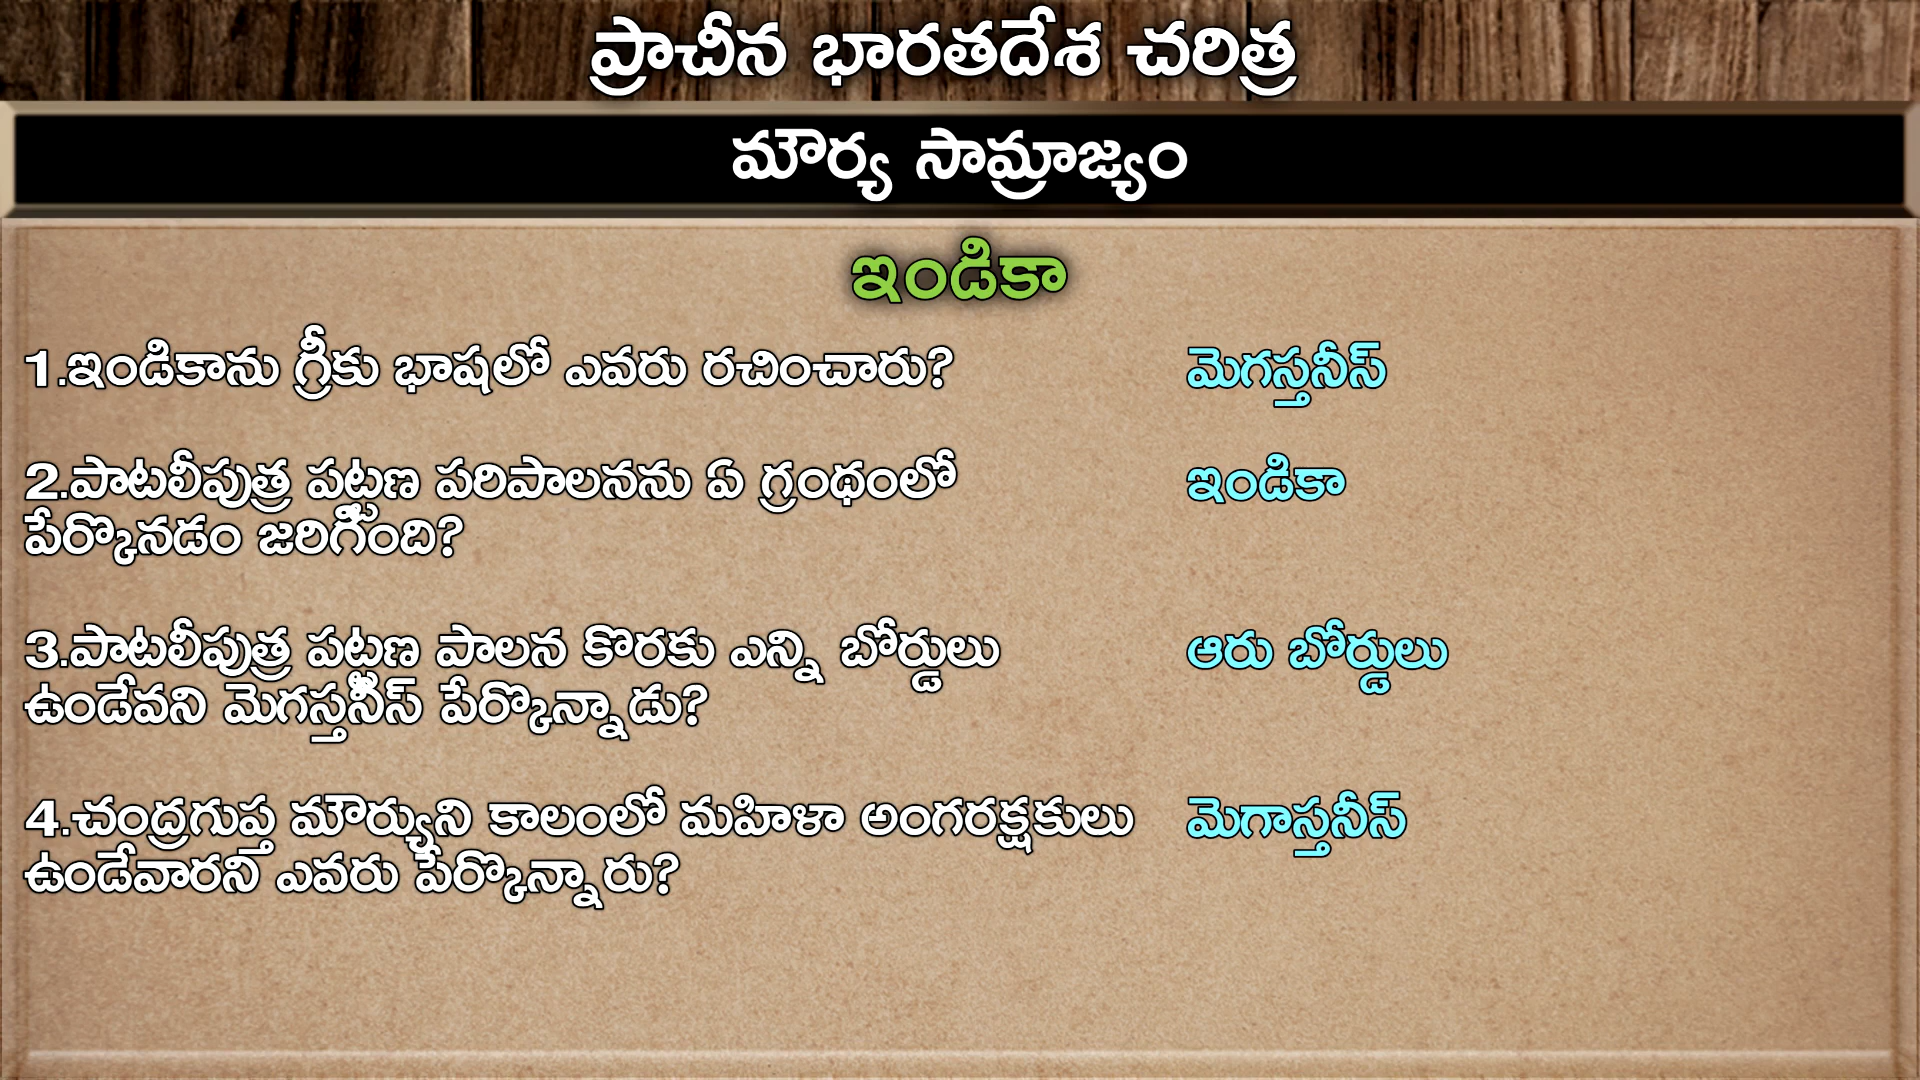 ప్రాచీన భారతదేశ చరిత్ర
మౌర్య సామ్రాజ్యం
ఇండికా
1.ఇండికాను గ్రీకు భాషలో ఎవరు రచించారు? మెగస్తనీస్
2.పాటలీపుత్ర పట్టణ పరిపాలనను ఏ గ్రంథంలో ఇండికా
పేర్కొనడం జరిగింది?
3.పాటలీపుత్ర పట్టణ పాలన కొరకు ఎన్ని బోర్డులు ఆరు బోర్డులు
ఉండేవని మెగస్తనీస్ పేర్కొన్నాడు?
4.చంద్రగుప్త మౌర్యుని కాలంలో మహిళా అంగరక్షకులు మెగాస్తనీస్
ఉండేవారని ఎవరు పేర్కొన్నారు?